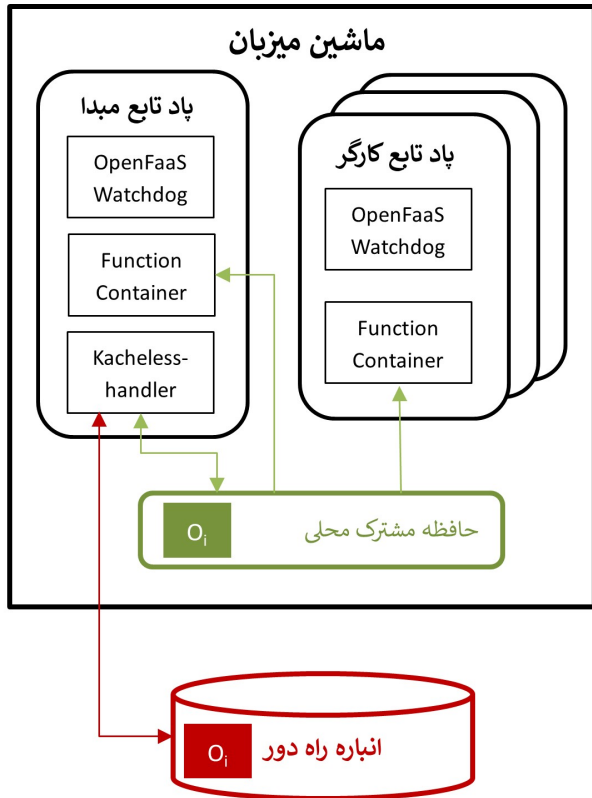 ماشین میزبان
پاد تابع مبدا
OpenFaaS
Watchdog
Function
Container
Kacheless-
handler
پاد تابع کارگر
OpenFaaS
Watchdog
Function
Container
حافظه مشترک محلی
Oi
انباره راه دور
Oi